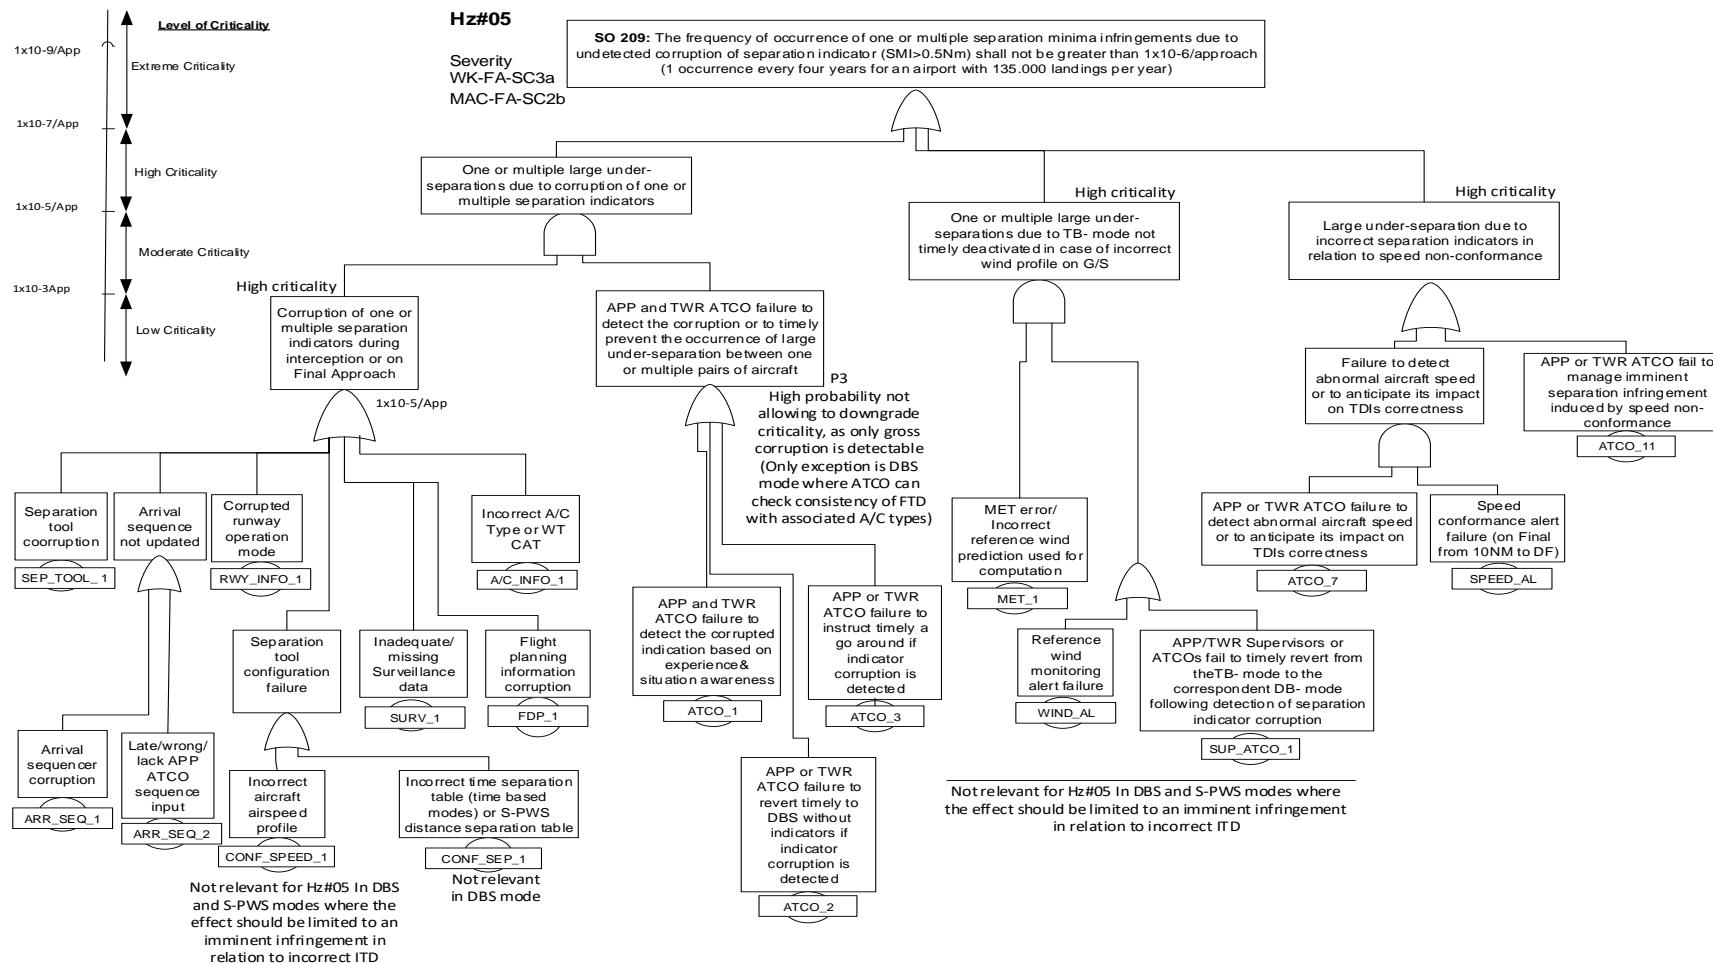 Level of Criticality
1x10-9/App
Extreme Criticality
1x10-7/App
High Criticality
1x10-5/App
Moderate Criticality
1x10-3App
Low Criticality
Hz#05
Severity
WK-FA-SC3a
MAC-FA-SC2b
SO 209: The frequency of occurrence of one or multiple separation minima infringements due to
undetected corruption of separation indicator (SMI>0.5Nm) shall not be greater than 1x10-6/approach
(1 occurrence every four years for an airport with 135.000 landings per year)
One or multiple large under-
separations due to corruption of one or
multiple separation indicators
High criticality
One or multiple large under-
separations due to TB- mode not
timely deactivated in case of incorrect
wind profile on G/S
High criticality
Large under-separation due to
incorrect separation indicators in
relation to speed non-conformance
High criticality
Corruption of one or
multiple separation
indicators during
interception or on
Final Approach
1x10-5/App
APP and TWR ATCO failure to
detect the corruption or to timely
prevent the occurrence of large
under-separation between one
or multiple pairs of aircraft
P3
High probability not
allowing to downgrade
criticality, as only gross
corruption is detectable
(Only exception is DBS
mode where ATCO can
check consistency of FTD
with associated A/C types)
Failure to detect
abnormal aircraft speed
or to anticipate its impact
on TDIs correctness
APP or TWR ATCO fail to
manage imminent
separation infringement
induced by speed non-
conformance
ATCO_11
Separation
tool
coorruption
SEP_TOOL_1
Arrival
sequence
not updated
Corrupted
runway
operation
mode
RWY_INFO_1
Incorrect A/C
Type or WT
CAT
A/C_INFO_1
MET error/
Incorrect
reference wind
prediction used for
computation
MET_1
APP or TWR ATCO failure to
detect abnormal aircraft speed
or to anticipate its impact on
TDIs correctness
ATCO_7
Speed
conformance alert
failure (on Final
from 10NM to DF)
SPEED_AL
Separation
tool
configuration
failure
Inadequate/
missing
Surveillance
data
SURV_1
Flight
planning
information
corruption
FDP_1
APP and TWR
ATCO failure to
detect the corrupted
indication based on
experience&
situation awareness
ATCO_1
APP or TWR
ATCO failure to
instruct timely a
go around if
indicator
corruption is
detected
ATCO_3
Reference
wind
monitoring
alert failure
WIND_AL
APP/TWR Supervisors or
ATCOs fail to timely revert from
theTB- mode to the
correspondent DB- mode
following detection of separation
indicator corruption
SUP_ATCO_1
Arrival
sequencer
corruption
ARR_SEQ_1
Late/wrong/
lack APP
ATCO
sequence
input
ARR_SEQ_2
Incorrect
aircraft
airspeed
profile
CONF_SPEED_1
Not relevant for Hz#05 In DBS
and S-PWS modes where the
effect should be limited to an
imminent infringement in
relation to incorrect ITD
Incorrect time separation
table (time based
modes) or S-PWS
distance separation table
CONF_SEP_1
Not relevant
in DBS mode
APP or TWR
ATCO failure to
revert timely to
DBS without
indicators if
indicator
corruption is
detected
ATCO_2
Not relevant for Hz#05 In DBS and S-PWS modes where
the effect should be limited to an imminent infringement
in relation to incorrect ITD